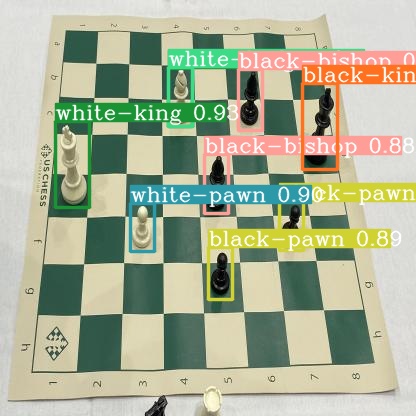 white-
black-bishop 0
black-kin
white-king 0.93
black-bishop 0.88
white-pawn 0.90
ck-pawn
black-pawn 0.89
USCHESS
a
b
f
g
h
g
h
1
2
3
4
5
6
7
8